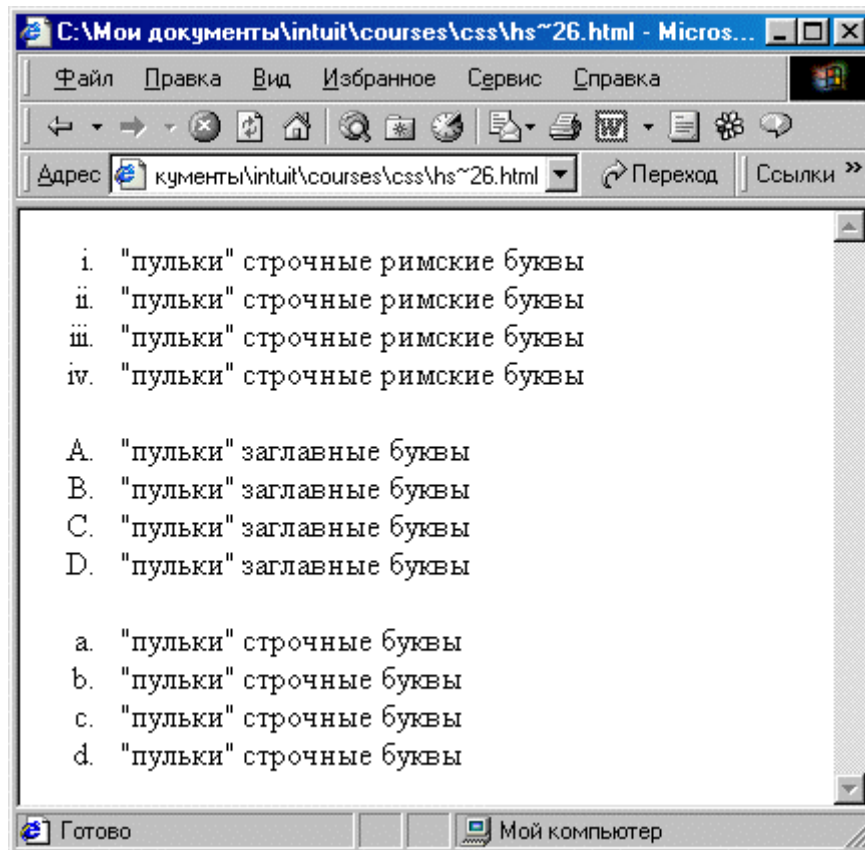 C:\Мои документы\intuit\courses\css\hs~26.html - Micros...
Файл Правка Вид Избранное Сервис Справка
Адрес кументы\intuit\courses\css\hs~26.html Переход Ссылки »
i. "пульки" строчные римские буквы
ii. "пульки" строчные римские буквы
iii. "пульки" строчные римские буквы
iv. "пульки" строчные римские буквы
A. "пульки" заглавные буквы
B. "пульки" заглавные буквы
C. "пульки" заглавные буквы
D. "пульки" заглавные буквы
a. "пульки" строчные буквы
b. "пульки" строчные буквы
c. "пульки" строчные буквы
d. "пульки" строчные буквы
Готово Мой компьютер